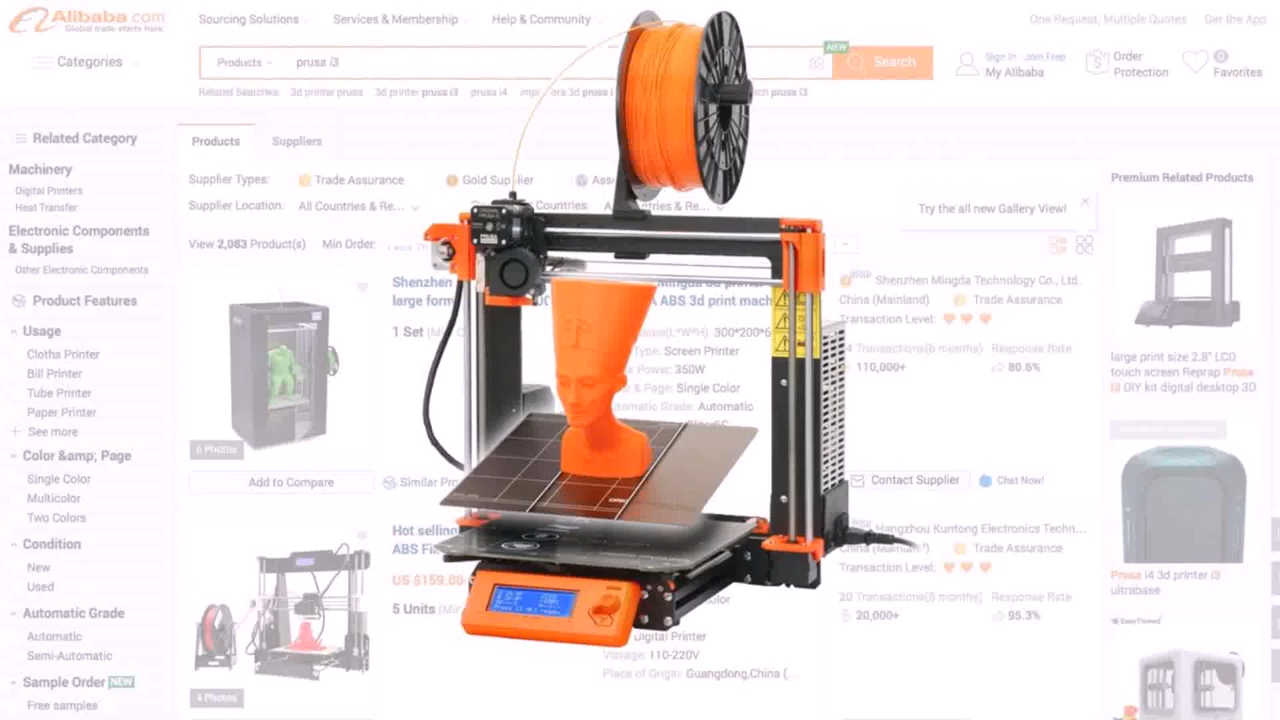 Alibaba.com
Global trade starts here.
Sourcing Solutions
Services & Membership
Help & Community
One Request, Multiple Quotes
Get the App
Categories
Products
prusa i3
NEW
Search
Sign In Join Free
My Alibaba
Order
Protection
0
Favorites
Related Searches:
3d printer prusa
3d printer prusa i3
prusa i4
3d prusa i
i3
Related Category
Machinery
Digital Printers
Heat Transfer
Electronic Components
& Supplies
Other Electronic Components
Product Features
Usage
Clotha Printer
Bill Printer
Tube Printer
Paper Printer
See more
Color &amp; Page
Single Color
Multicolor
Two Colors
Condition
New
Used
Automatic Grade
Automatic
Semi-Automatic
Sample Order NEW
Free samples
Products
Suppliers
Supplier Types:
Trade Assurance
Gold Supplier
Supplier Location:
All Countries & Re...
Countries:
View 2,083 Product(s)
Min Order:
Try the all new Gallery View!
Shenzhen
large form
ABS 3d print mach
1 Set
300*200*6
Screen Printer
Power: 350W
& Page: Single Color
Grade: Automatic
Shenzhen Mingda Technology Co., Ltd.
China (Mainland)
Trade Assurance
Transaction Level:
Transactions(6 months)
Response Rate
110,000+
80.6%
6 Photos
Add to Compare
Similar Pro
Contact Supplier
Chat Now!
Hot selling
ABS
US $159.00
5 Units
Digital Printer
110-220V
Place of Origin: Guangdong,China (...
Hangzhou Kuntong Electronics Techn...
Trade Assurance
Transaction Level:
20 Transactions(6 months)
Response Rate
20,000+
95.3%
4 Photos
Premium Related Products
large print size 2.8" LCD
touch screen Reprap Prusa
i3 DIY kit digital desktop 3D
Prusa i4 3d printer i3
ultrabase